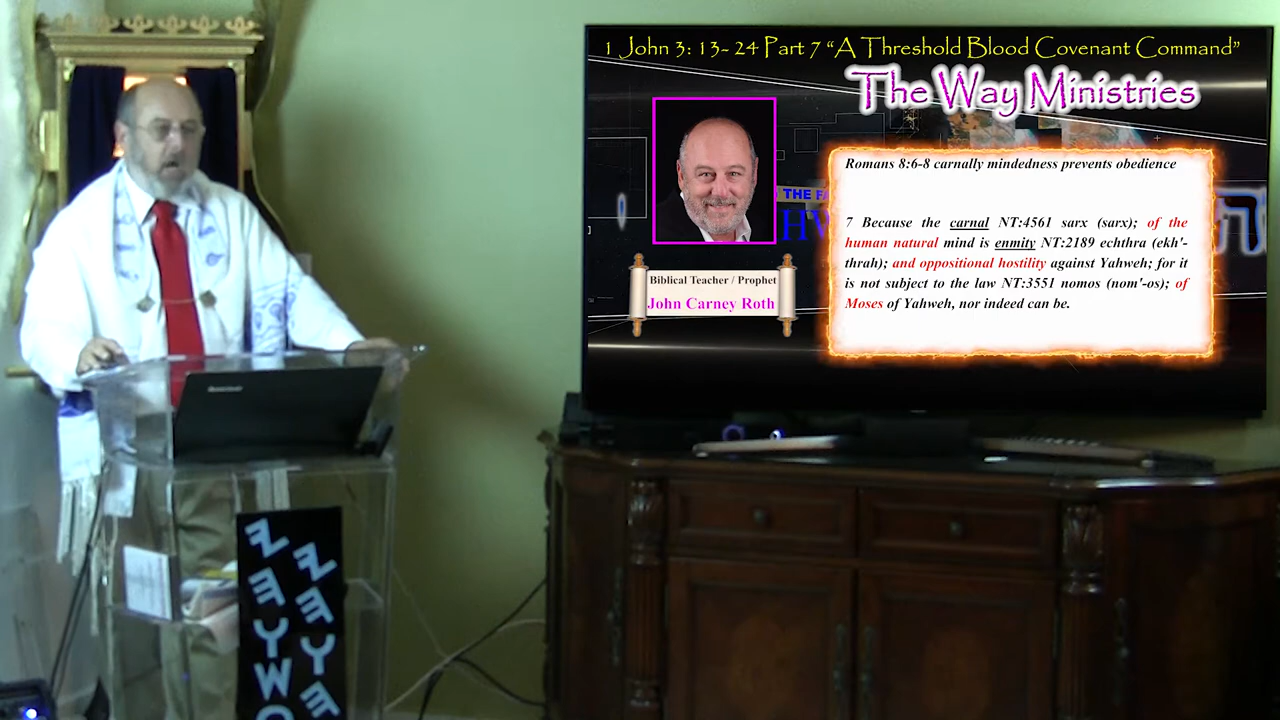 1 John 3: 13- 24 Part 7 “A Threshold Blood Covenant Command”
The Way Ministries
Romans 8:6-8 carnally mindedness prevents obedience
7 Because the carnal NT:4561 sarx (sarx); of the
human natural mind is enmity NT:2189 echthra (ekh'-
thrah); and oppositional hostility against Yahweh; for it
is not subject to the law NT:3551 nomos (nom'-os); of
Moses of Yahweh, nor indeed can be.
THE
Biblical Teacher / Prophet
John Carney Roth
lenovo